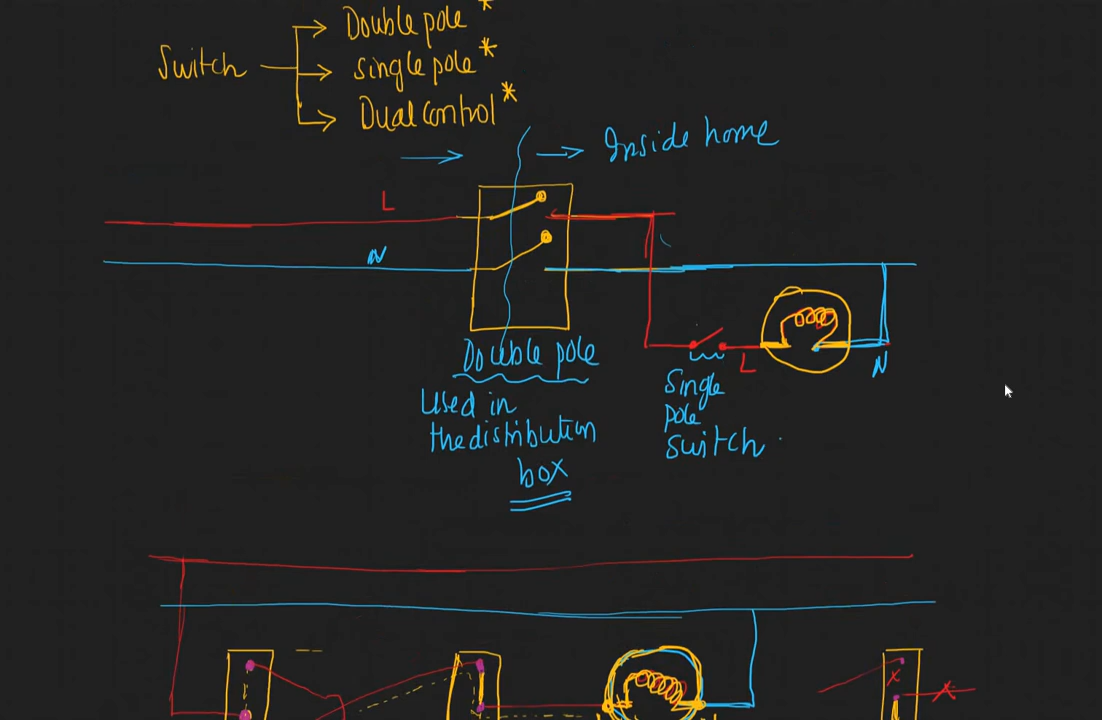 Double pole *
Switch
single pole *
Dual control *
Inside home
L
N
Double pole
Used in
the distribution
box
L
N
Single
pole
Switch
x
x